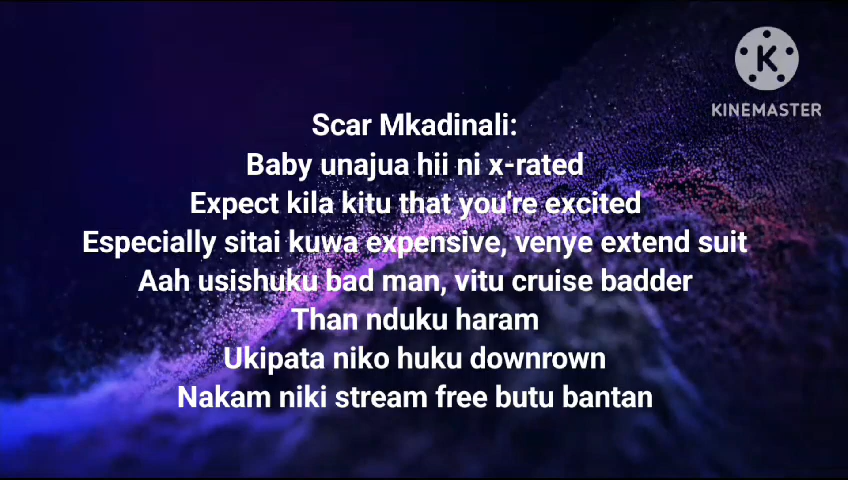 KINEMASTER
Scar Mkadinali:
Baby unajua hii ni x-rated
Expect kila kitu that you're excited
Especially sitai kuwa expensive, venye extend suit
Aah usishuku bad man, vitu cruise badder
Than nduku haram
Ukipata niko huku downrown
Nakam niki stream free butu bantan